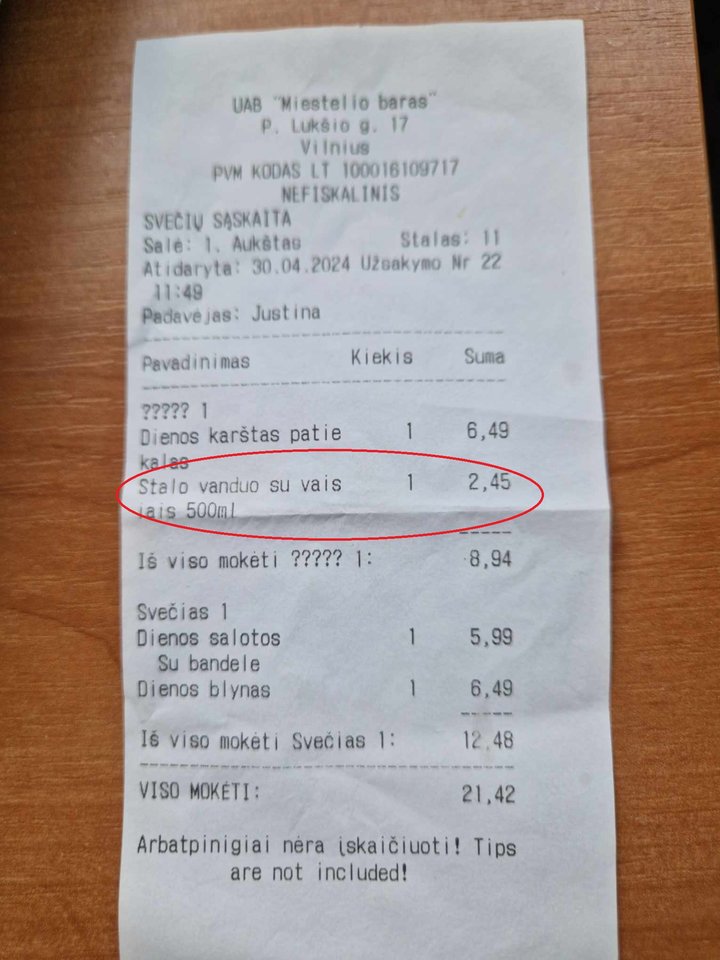 UAB "Miestelio baras"
P. Lukšio g. 17
Vilnius
PVM KODAS LT 100016109717
NEFISKALINIS
SVEČIŲ SĄSKAITA
Salė: 1. Aukštas Stalas: 11
Atidaryta: 30.04.2024 Užsakymo Nr 22
11:49
Padavėjas: Justina
Pavadinimas Kiekis Suma
????? 1
Dienos karštas patie 1 6,49
kalas
Stalo vanduo su vais 1 2,45
iais 500ml
Iš viso mokėti ????? 1: 8,94
Svečias 1
Dienos salotos 1 5,99
Su bandele
Dienos blynas 1 6,49
Iš viso mokėti Svečias 1: 12,48
VISO MOKĖTI: 21,42
Arbatpinigiai nėra įskaičiuoti! Tips
are not included!